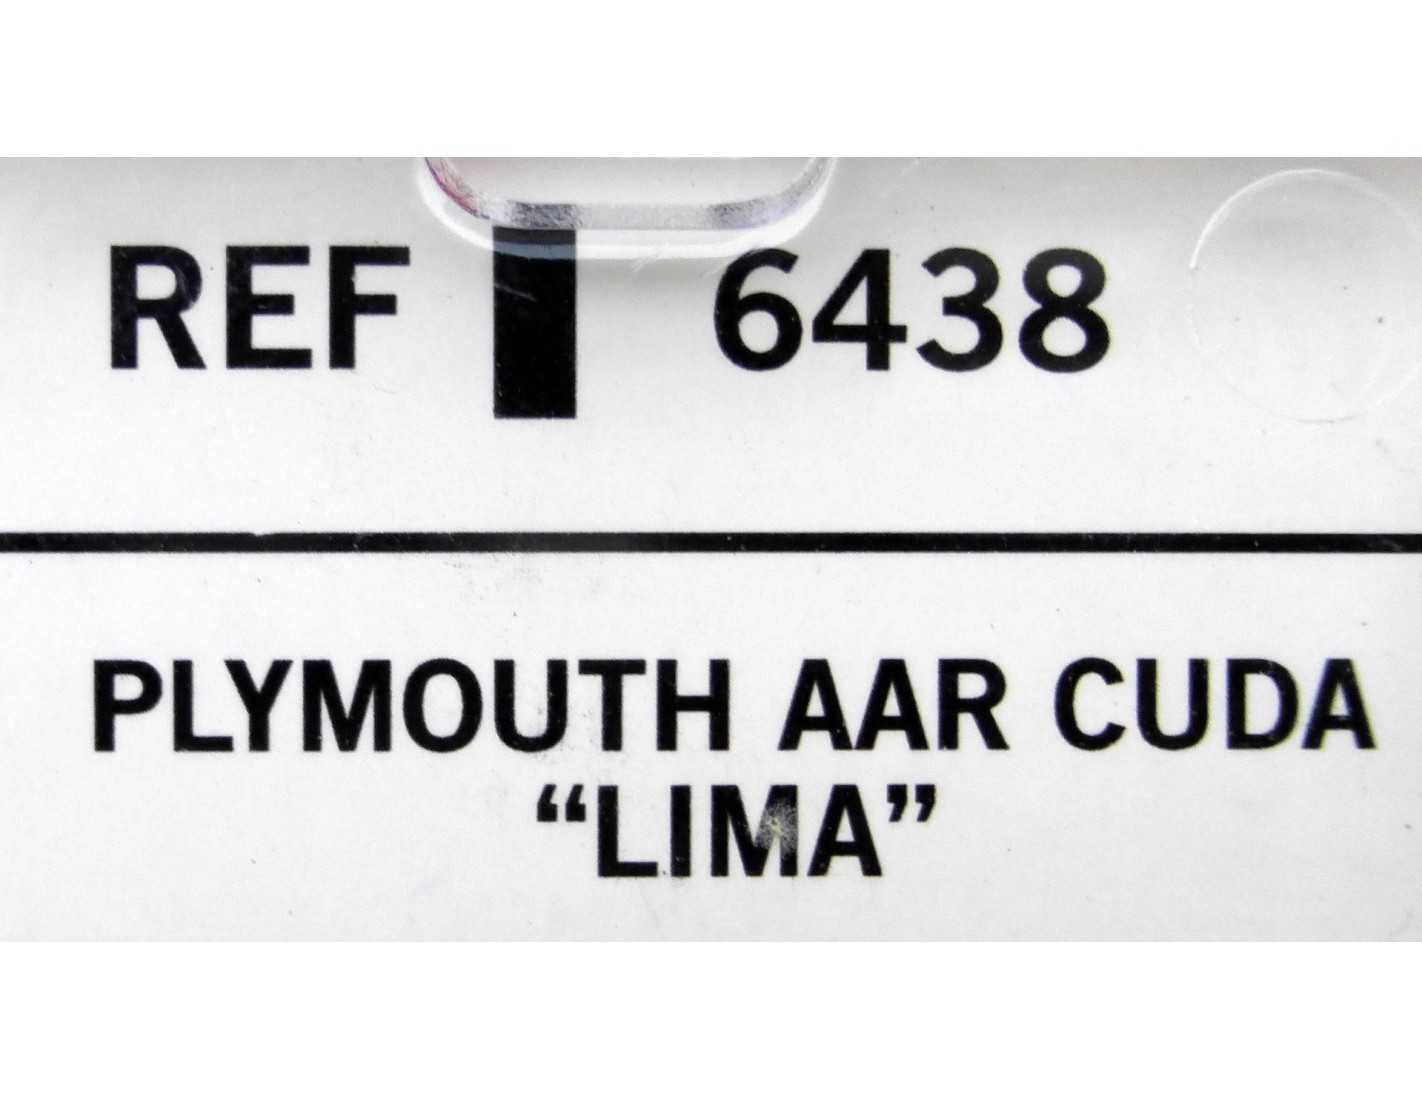 REF 6438
PLYMOUTH AAR CUDA
“LIMA”